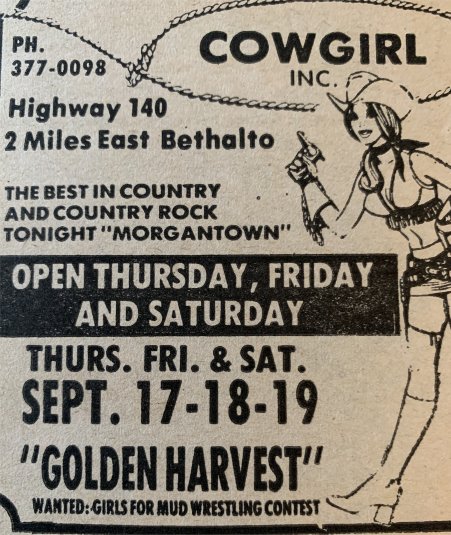 COWGIRL
INC.
PH.
377-0098
Highway 140
2 Miles East Bethalto
THE BEST IN COUNTRY
AND COUNTRY ROCK
TONIGHT "MORGANTOWN"
OPEN THURSDAY, FRIDAY
AND SATURDAY
THURS. FRI. & SAT.
SEPT. 17-18-19
"GOLDEN HARVEST"
WANTED: GIRLS FOR MUD WRESTLING CONTEST